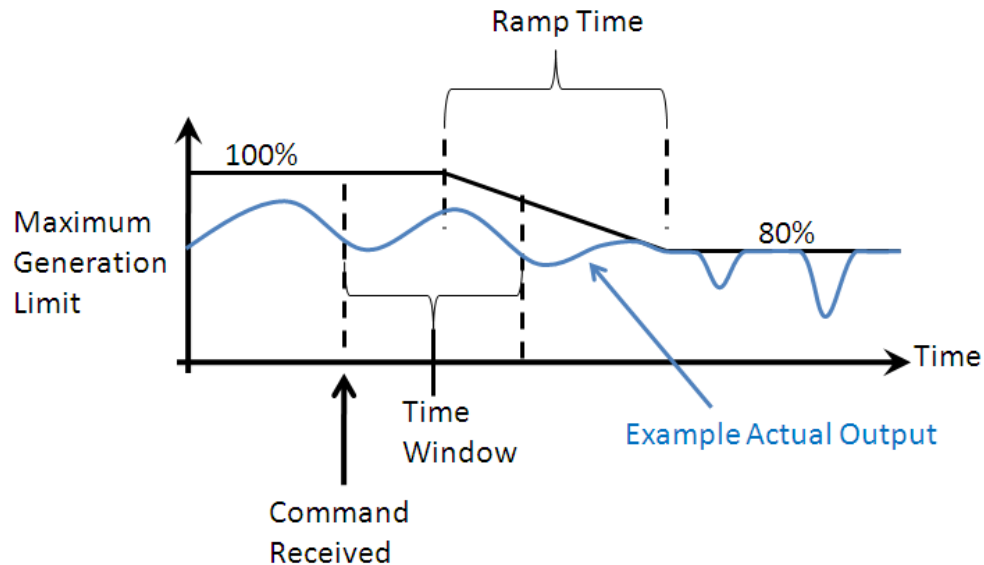 Ramp Time
100%
Maximum
Generation
Limit
80%
Time
Time
Window
Example Actual Output
Command
Received